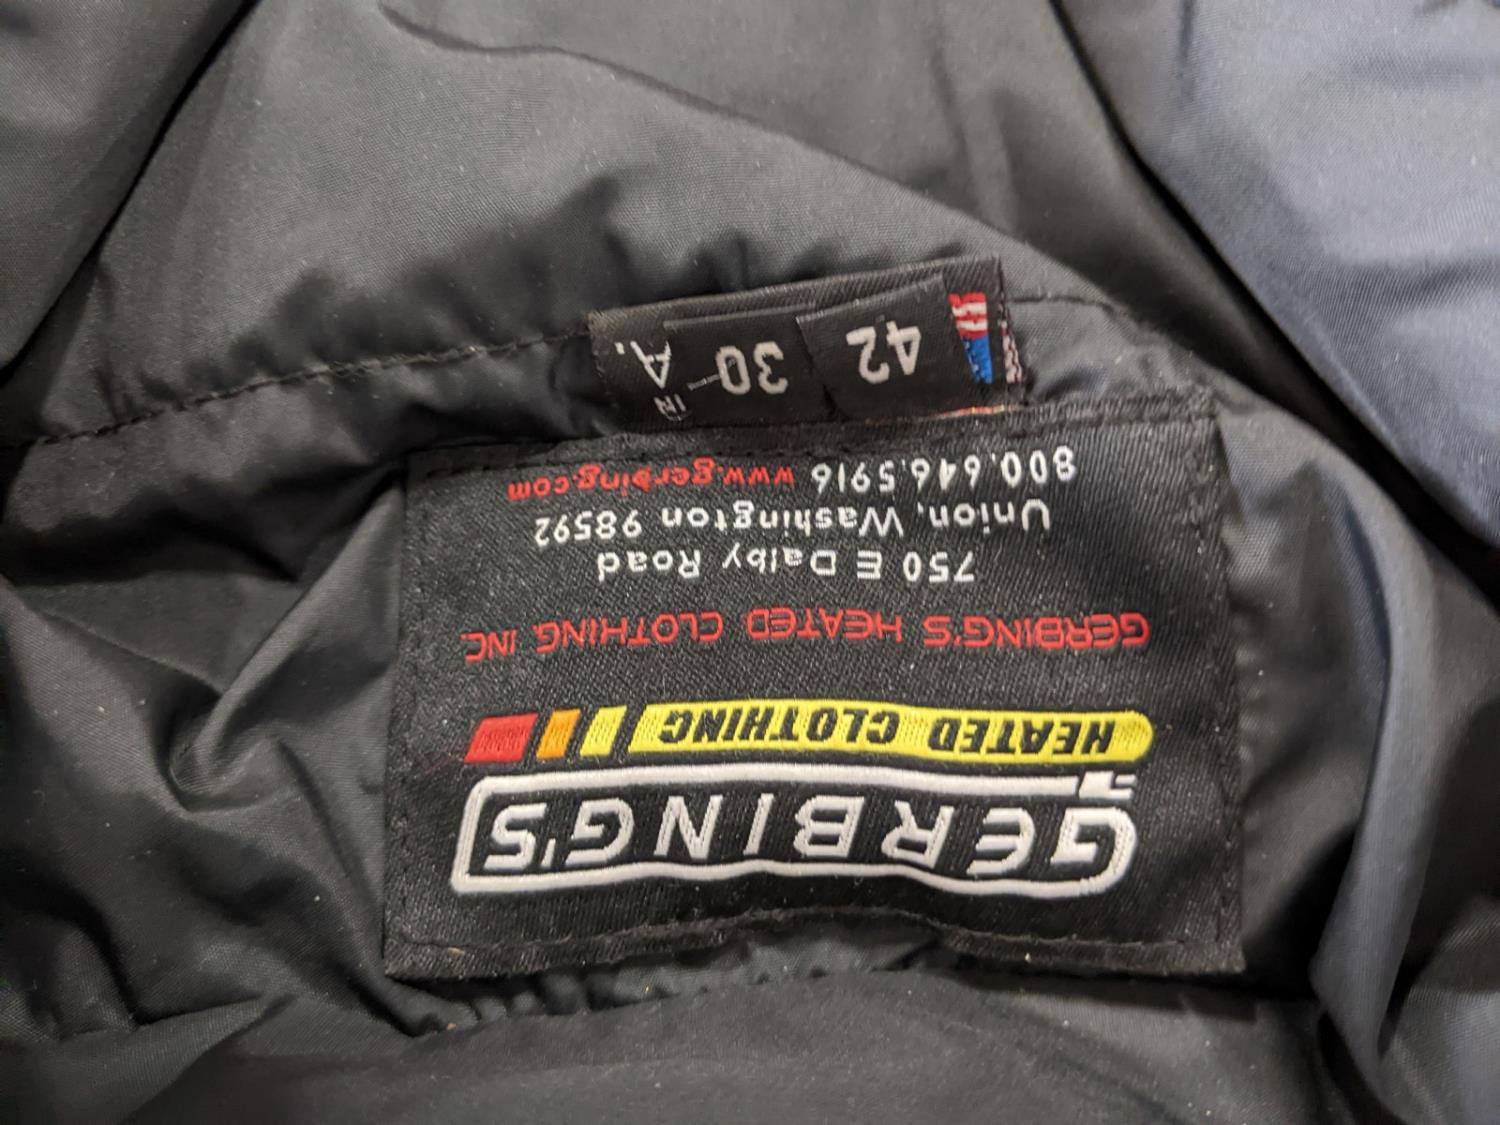 GERBING'S
HEATED CLOTHING
GERBING'S HEATED CLOTHING, INC.
750 E Dalby Road
Union, Washington 98592
800.646.5916 www.gerbing.com
42
30
IN
A.